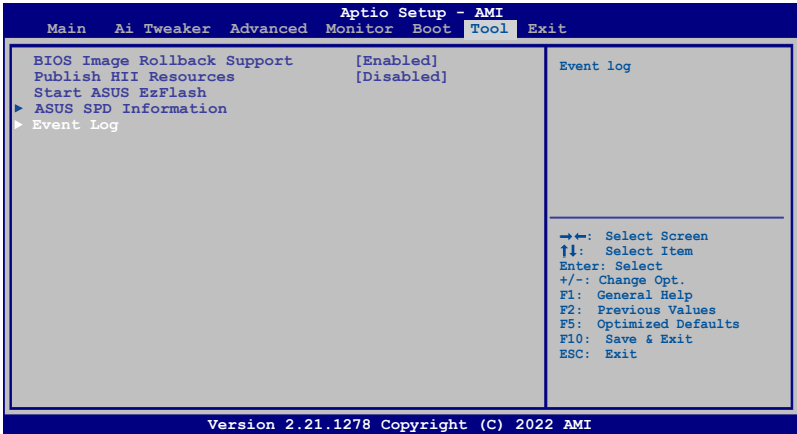 Aptio Setup - AMI
Main Ai Tweaker Advanced Monitor Boot Tool Exit
BIOS Image Rollback Support [Enabled]
Publish HII Resources [Disabled]
Start ASUS EzFlash
▶ ASUS SPD Information
▶ Event Log
Event log
→←: Select Screen
↑↓: Select Item
Enter: Select
+/-: Change Opt.
F1: General Help
F2: Previous Values
F5: Optimized Defaults
F10: Save & Exit
ESC: Exit
Version 2.21.1278 Copyright (C) 2022 AMI